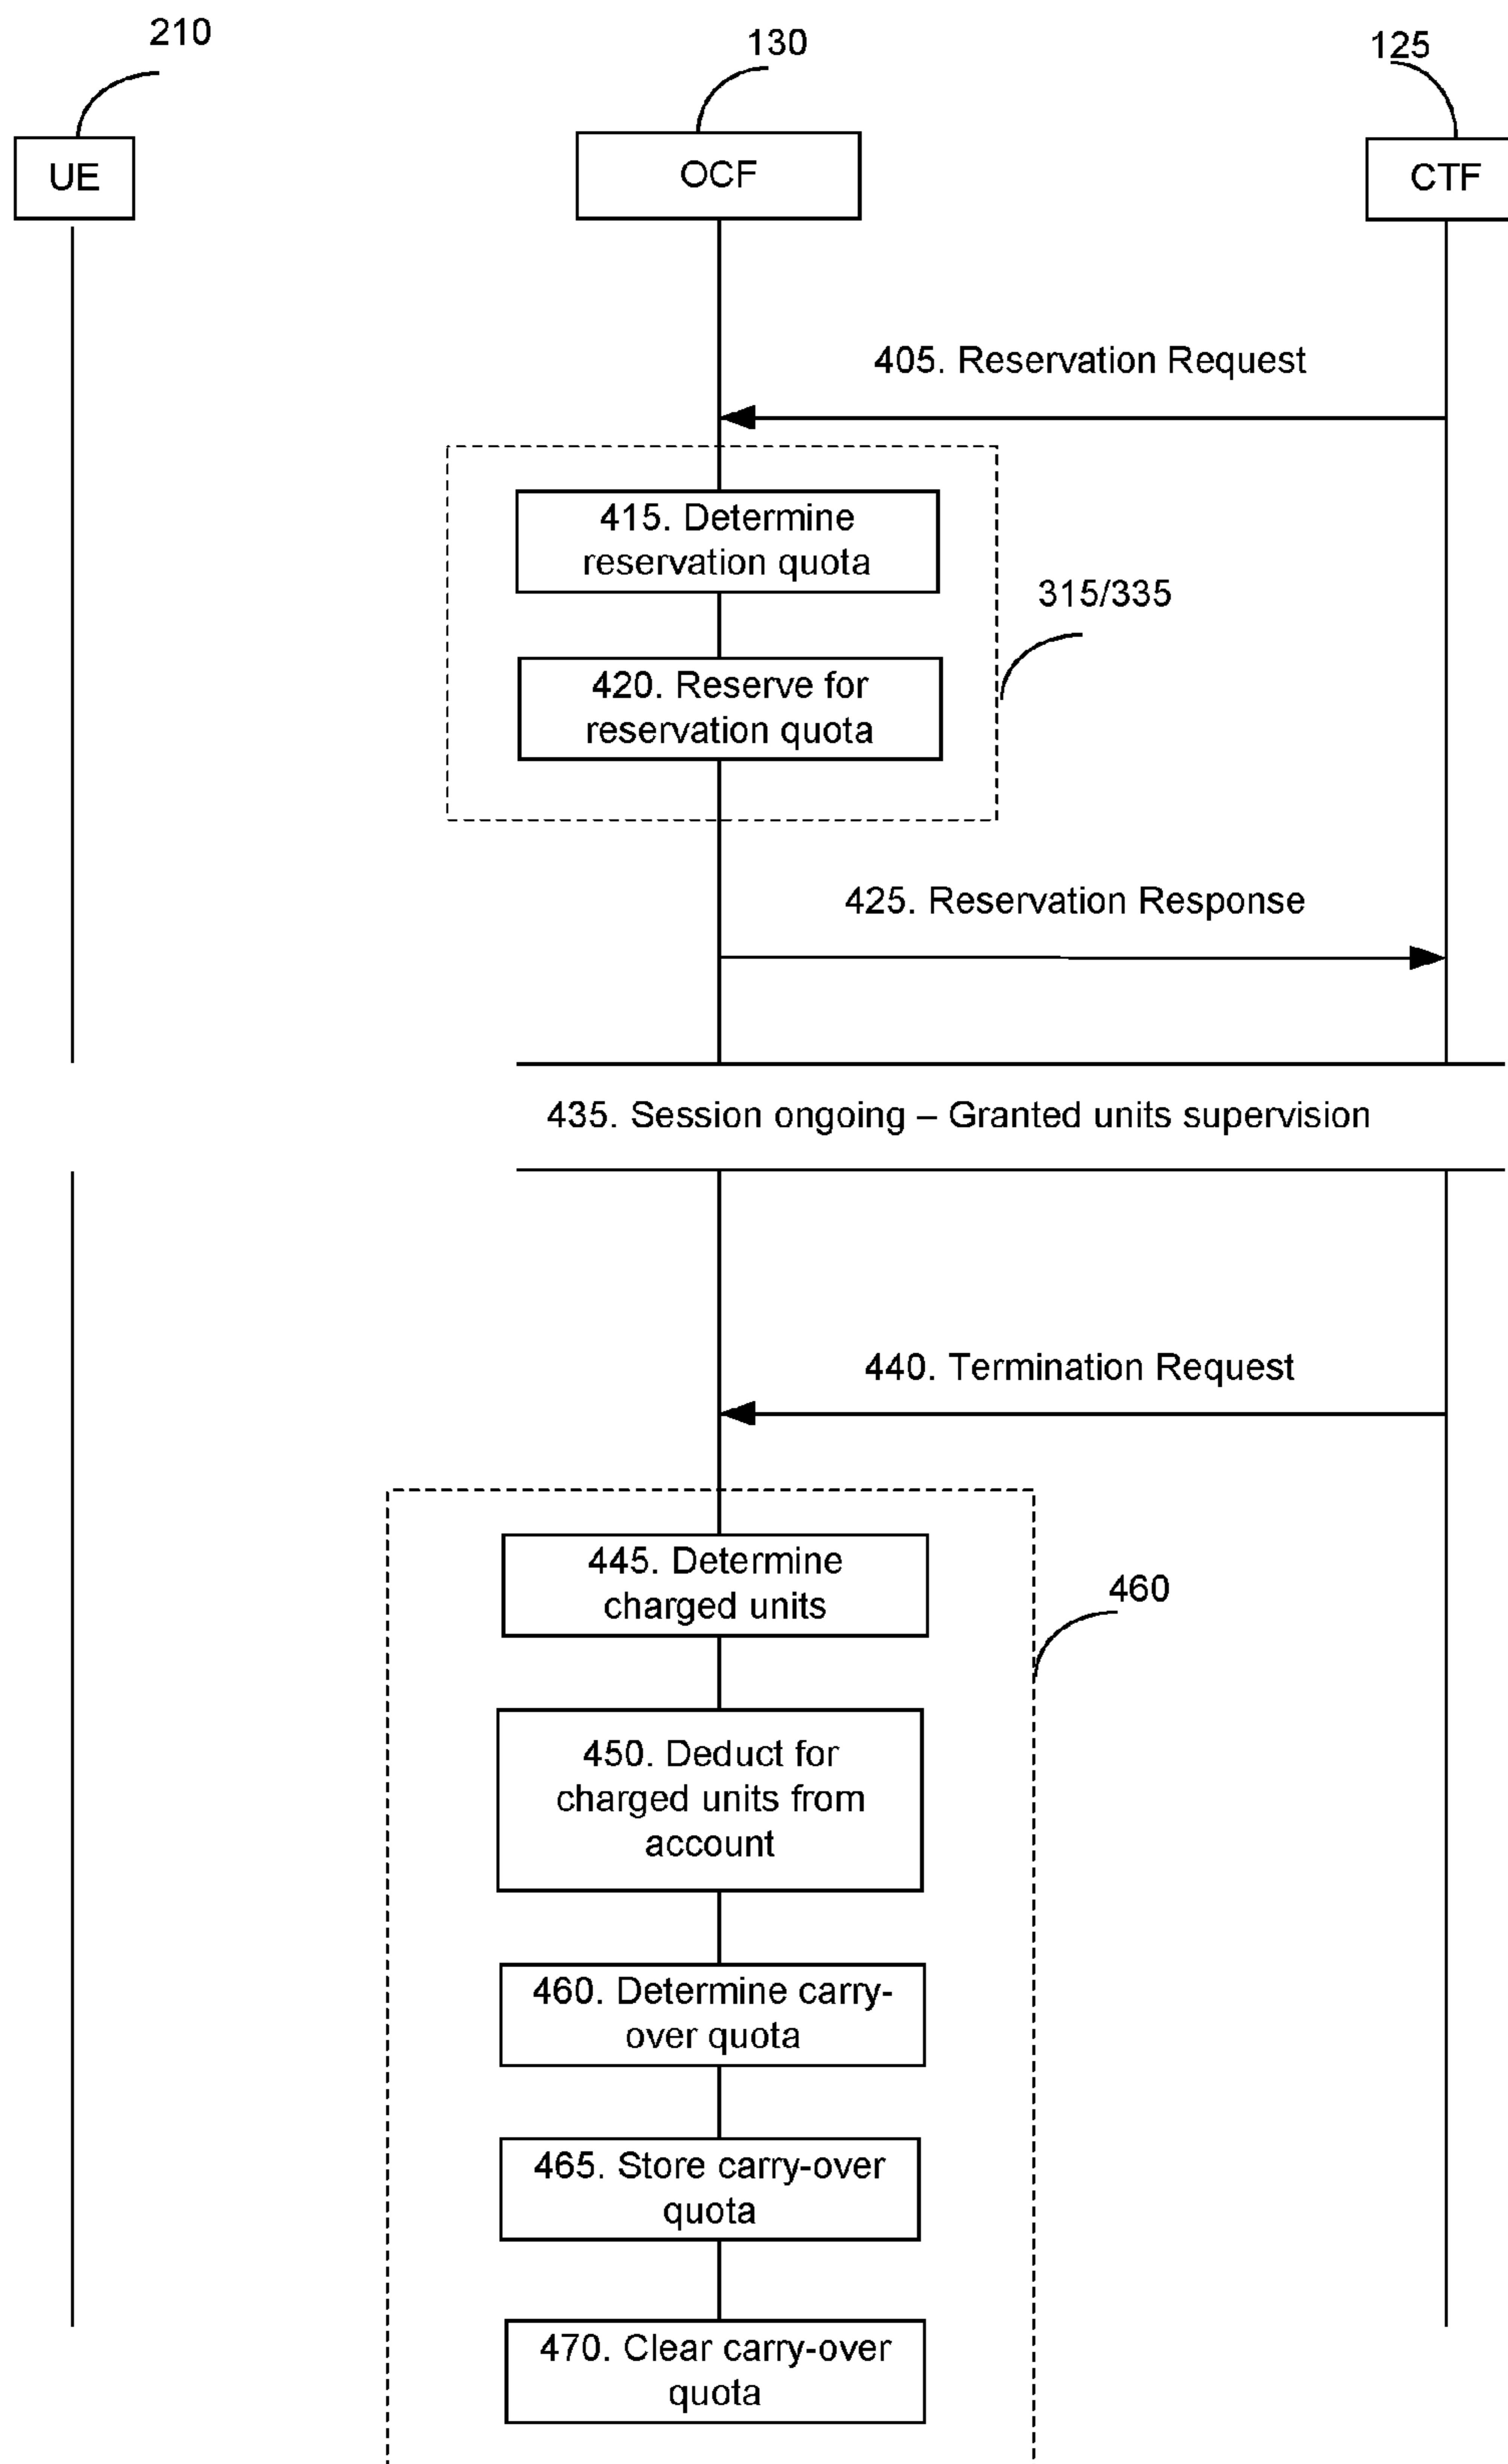 210
130
125
UE
OCF
CTF
405. Reservation Request
415. Determine
reservation quota
315/335
420. Reserve for
reservation quota
425. Reservation Response
435. Session ongoing – Granted units supervision
440. Termination Request
445. Determine
charged units
460
450. Deduct for
charged units from
account
460. Determine carry-
over quota
465. Store carry-over
quota
470. Clear carry-over
quota